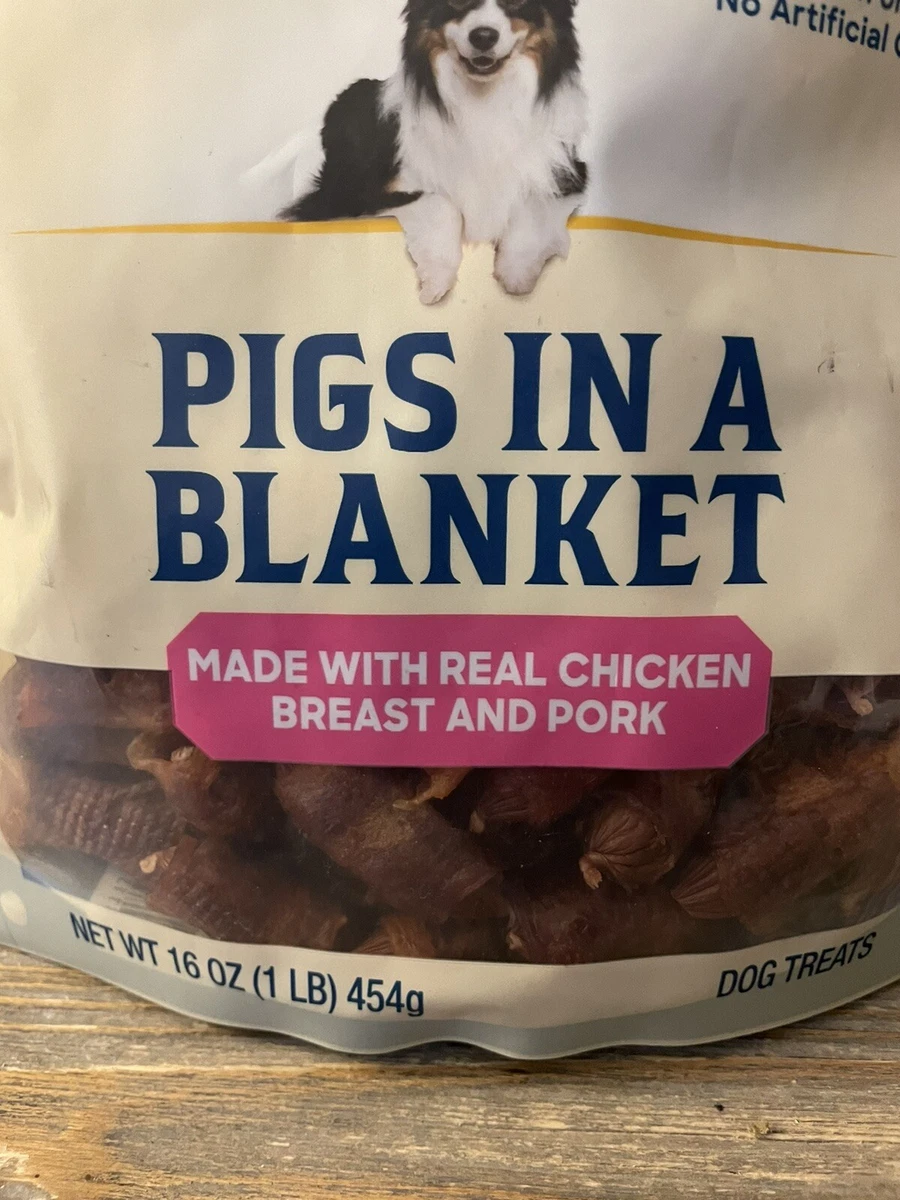 No Artificial
PIGS IN A
BLANKET
MADE WITH REAL CHICKEN
BREAST AND PORK
NET WT 16 OZ (1 LB) 454g
DOG TREATS